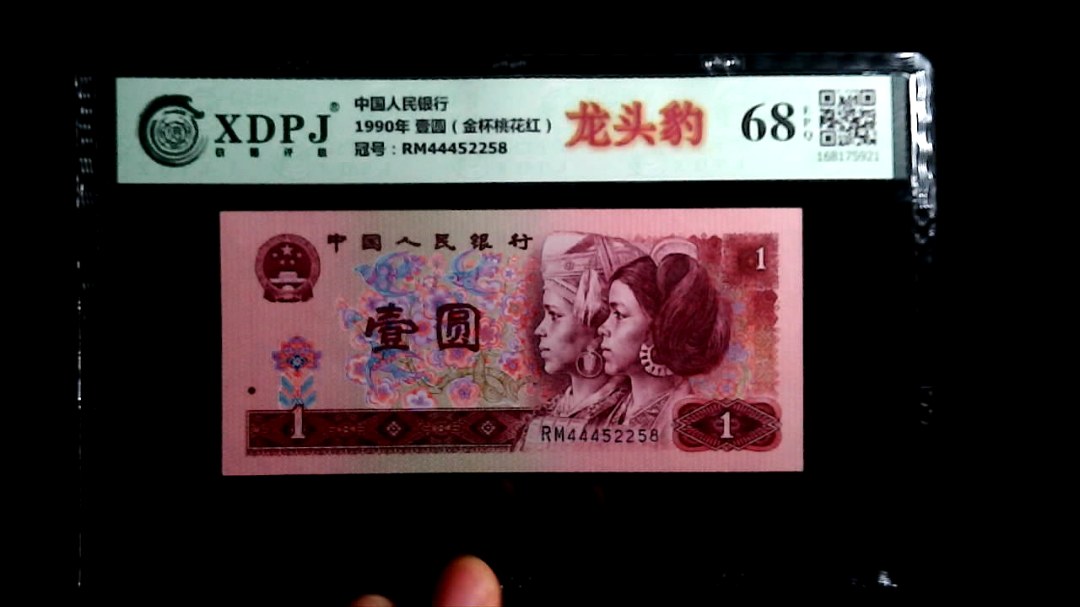 XDPJ®
中国人民银行
1990年 壹圆（金杯桃花红）
冠号：RM44452258
龙头豹
68
EPQ
168175921
中国人民银行
1
壹圆
1
RM44452258
1